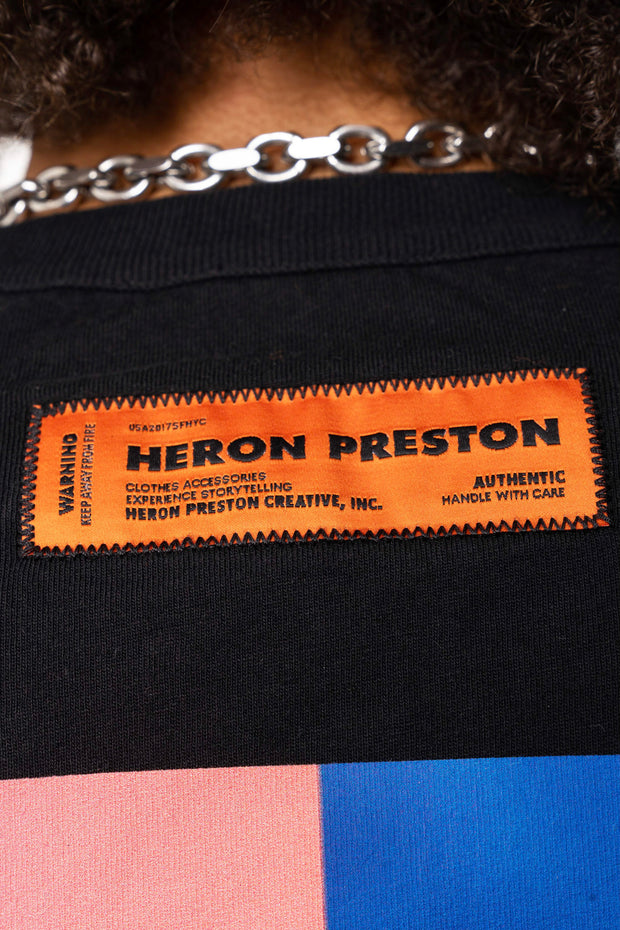 WARNING
KEEP AWAY FROM FIRE
USA20175FHYC
HERON PRESTON
CLOTHES ACCESSORIES
EXPERIENCE STORYTELLING
HERON PRESTON CREATIVE, INC.
AUTHENTIC
HANDLE WITH CARE